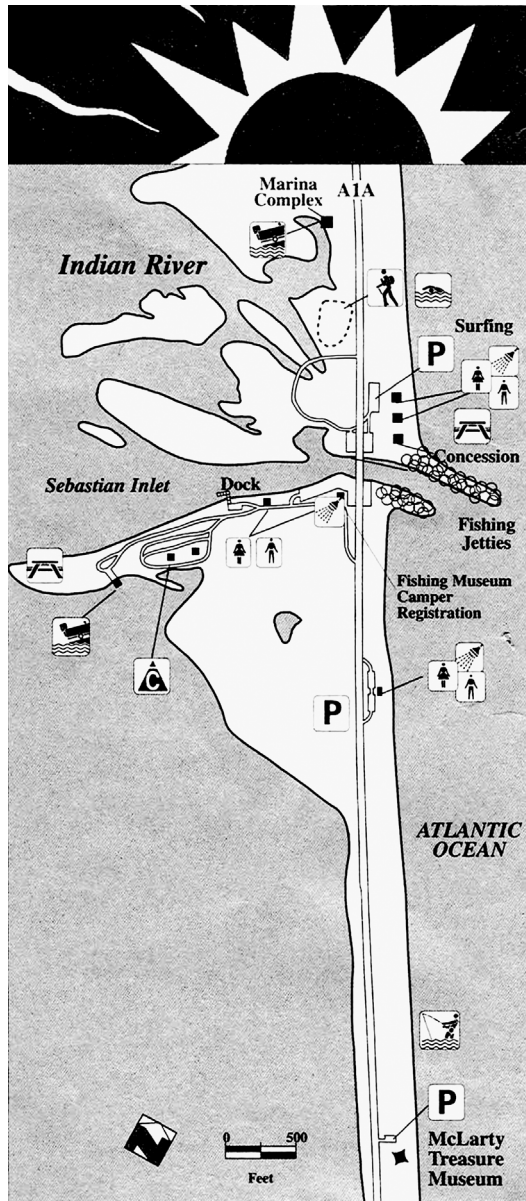 Marina
Complex
A1A
Indian River
Surfing
P
Concession
Sebastian Inlet
Dock
Fishing
Jetties
Fishing Museum
Camper
Registration
C
P
ATLANTIC
OCEAN
P
0 500
Feet
McLarty
Treasure
Museum